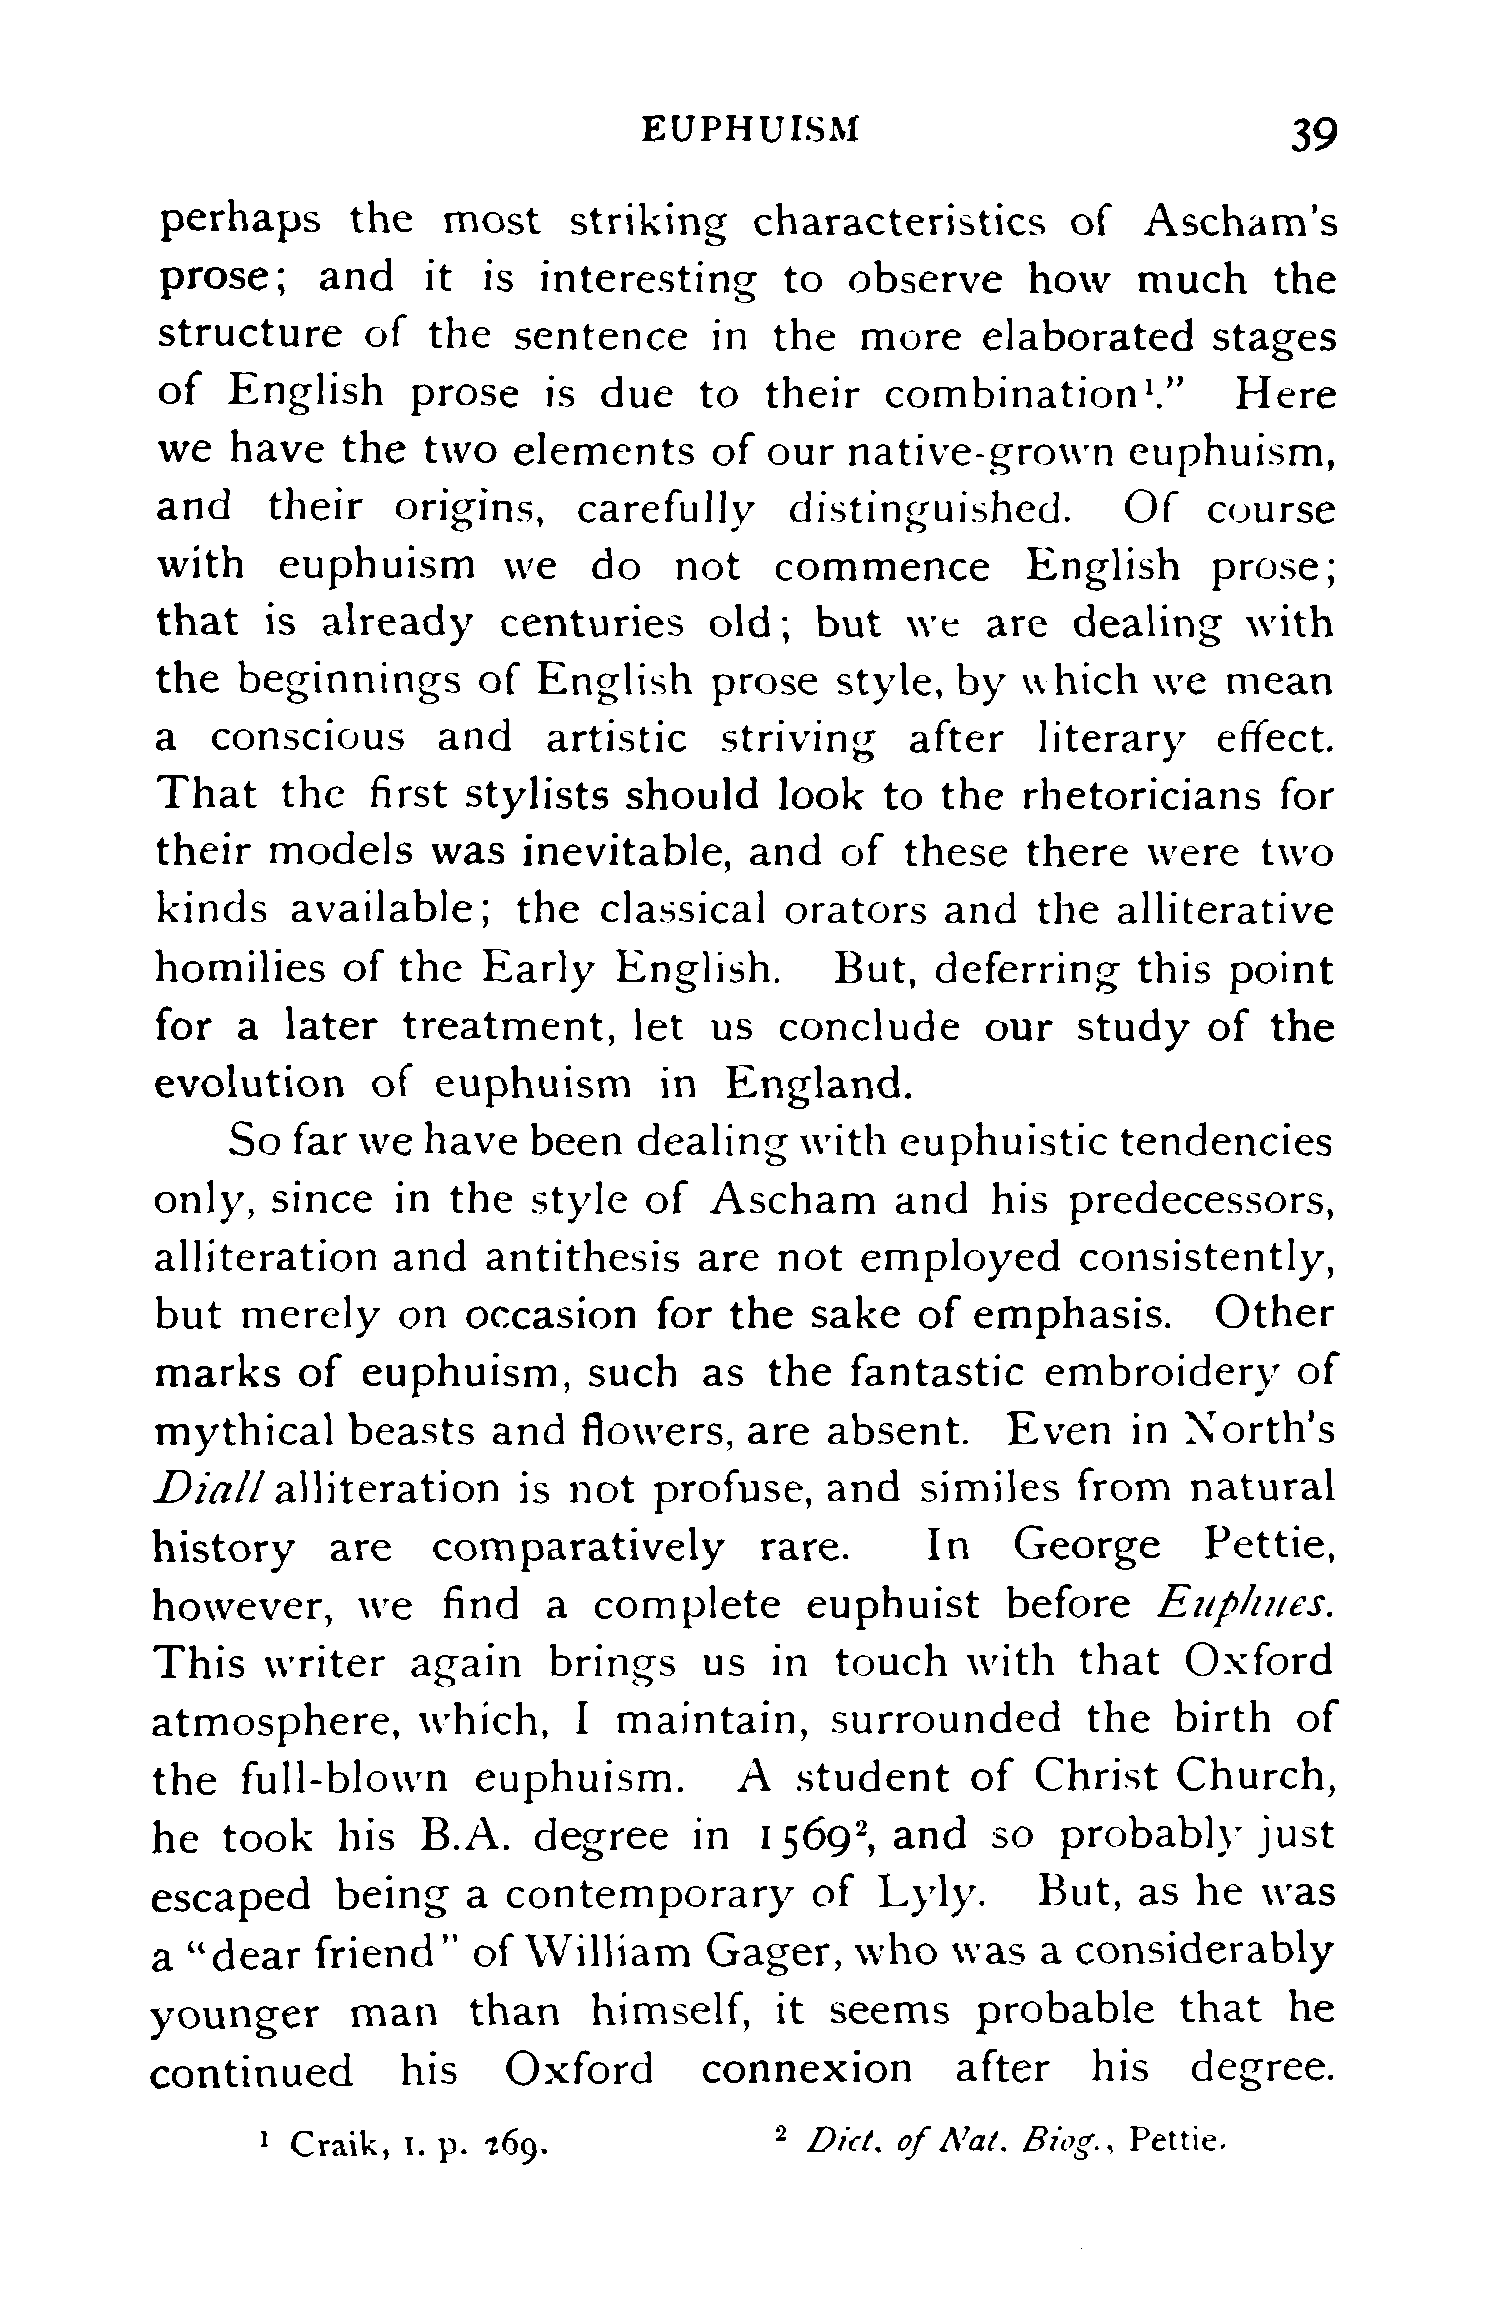 EUPHUISM 39
perhaps the most striking characteristics of Ascham's
prose; and it is interesting to observe how much the
structure of the sentence in the more elaborated stages
of English prose is due to their combination¹." Here
we have the two elements of our native-grown euphuism,
and their origins, carefully distinguished. Of course
with euphuism we do not commence English prose;
that is already centuries old; but we are dealing with
the beginnings of English prose style, by which we mean
a conscious and artistic striving after literary effect.
That the first stylists should look to the rhetoricians for
their models was inevitable, and of these there were two
kinds available; the classical orators and the alliterative
homilies of the Early English. But, deferring this point
for a later treatment, let us conclude our study of the
evolution of euphuism in England.
So far we have been dealing with euphuistic tendencies
only, since in the style of Ascham and his predecessors,
alliteration and antithesis are not employed consistently,
but merely on occasion for the sake of emphasis. Other
marks of euphuism, such as the fantastic embroidery of
mythical beasts and flowers, are absent. Even in North's
Diall alliteration is not profuse, and similes from natural
history are comparatively rare. In George Pettie,
however, we find a complete euphuist before Euphues.
This writer again brings us in touch with that Oxford
atmosphere, which, I maintain, surrounded the birth of
the full-blown euphuism. A student of Christ Church,
he took his B.A. degree in 1569², and so probably just
escaped being a contemporary of Lyly. But, as he was
a "dear friend" of William Gager, who was a considerably
younger man than himself, it seems probable that he
continued his Oxford connexion after his degree.
¹ Craik, I. p. 269. ² Dict. of Nat. Biog., Pettie.